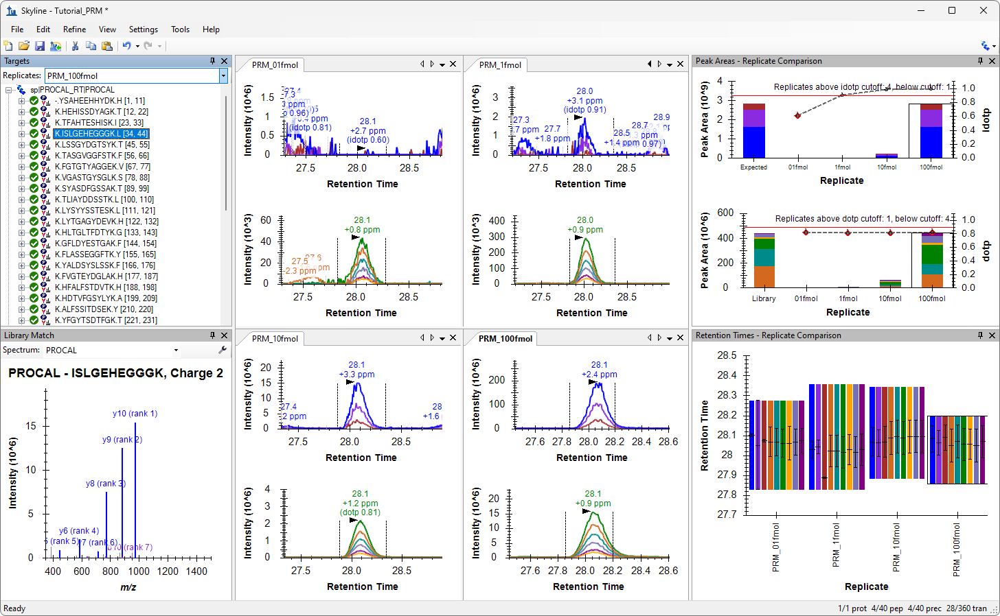 Skyline - Tutorial_PRM *
File Edit Refine View Settings Tools Help
Targets
Replicates: PRM_100fmol
sp|PROCAL_RT|PROCAL
-.YSAHEEHHYDK.H [1, 11]
K.HEHISSDYAGK.T [12, 22]
K.TFAHTESHISK.I [23, 33]
K.ISLGEHEGGGK.L [34, 44]
K.LSSGYDGTSYK.T [45, 55]
K.TASGVGGFSTK.F [56, 66]
K.FGTGTYAGGEK.V [67, 77]
K.VGASTGYSGLK.S [78, 88]
K.SYASDFGSSAK.T [89, 99]
K.TLIAYDDSSTK.L [100, 110]
K.LYSYYSSTESK.L [111, 121]
K.LYTGAGYDEVK.H [122, 132]
K.HLTGLTFDTYK.G [133, 143]
K.GFLDYESTGAK.F [144, 154]
K.FLASSEGGFTK.Y [155, 165]
K.YALDSYSLSSK.F [166, 176]
K.FVGTEYDGLAK.H [177, 187]
K.HFALFSTDVTK.H [188, 198]
K.HDTVFGSYLYK.A [199, 209]
K.ALFSSITDSEK.Y [210, 220]
K.YFGYTSDTFGK.T [221, 231]
Library Match
Spectrum: PROCAL
PROCAL - ISLGEHEGGGK, Charge 2
y10 (rank 1)
y9 (rank 2)
y8 (rank 3)
y6 (rank 4)
(rank 5)
(rank 6)
(rank 7)
Intensity (10^6)
15
10
5
0
400 600 800 1000 1200 1400
m/z
PRM_01fmol
Intensity (10^6)
1.5
1
0.5
0
27.4
0.96)
(idotp 0.81)
28.1
+2.7 ppm
(idotp 0.60)
27.5 28.0 28.5
Retention Time
Intensity (10^3)
60
40
20
0
28.1
+0.8 ppm
27.5
27.6
-2.3 ppm
27.5 28.0 28.5
Retention Time
PRM_1fmol
Intensity (10^6)
3
2
1
0
28.0
+3.1 ppm
(idotp 0.91)
27.3
27.7
+1.8 ppm
28.5
+1.4 ppm
28.7
28.9
0.97)
27.5 28.0 28.5
Retention Time
Intensity (10^3)
400
300
200
100
0
28.0
+0.9 ppm
27.5 28.0 28.5
Retention Time
PRM_10fmol
Intensity (10^6)
20
15
10
5
0
28.1
+3.3 ppm
27.4
.2 ppm
28
+1.6
27.5 28.0 28.5
Retention Time
Intensity (10^6)
4
3
2
1
0
28.1
+1.2 ppm
(dotp 0.81)
27.5 28.0 28.5
Retention Time
PRM_100fmol
Intensity (10^6)
200
100
0
28.1
+2.4 ppm
27.6 27.8 28.0 28.2 28.4 28.6
Retention Time
Intensity (10^6)
20
15
10
5
0
28.1
+0.9 ppm
27.6 27.8 28.0 28.2 28.4 28.6
Retention Time
Peak Areas - Replicate Comparison
Replicates above idotp cutoff: 4, below cutoff: 1
Peak Area (10^9)
4
3
2
1
0
1.0
0.8
0.6
0.4
0.2
0.0
idotp
Expected 01fmol 1fmol 10fmol 100fmol
Replicate
Replicates above dotp cutoff: 1, below cutoff: 4
Peak Area (10^6)
600
400
200
0
1.0
0.8
0.6
0.4
0.2
0.0
dotp
Library 01fmol 1fmol 10fmol 100fmol
Replicate
Retention Times - Replicate Comparison
Retention Time
28.5
28.4
28.3
28.2
28.1
28
27.9
27.8
27.7
PRM_01fmol
PRM_1fmol
PRM_10fmol
PRM_100fmol
Replicate
Ready
1/1 prot 4/40 pep 4/40 prec 28/360 tran